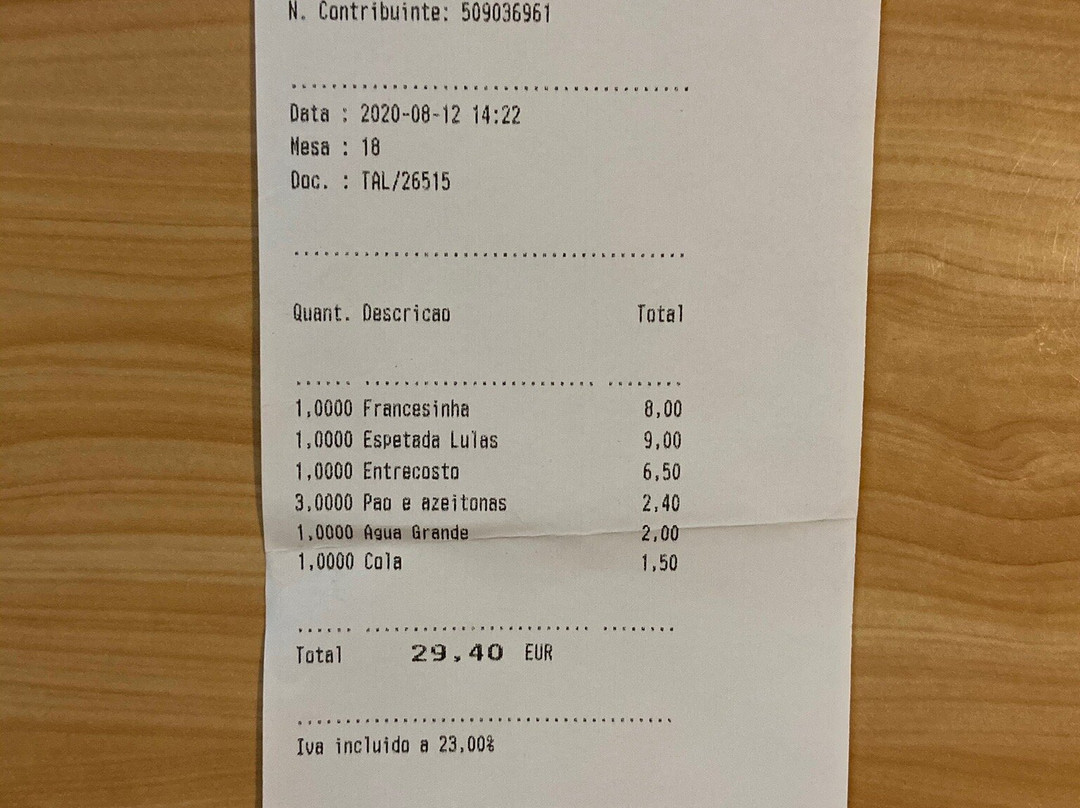 N. Contribuinte: 509036961
Data : 2020-08-12 14:22
Mesa : 18
Doc. : TAL/26515
Quant. Descricao Total
1,0000 Francesinha 8,00
1,0000 Espetada Lulas 9,00
1,0000 Entrecosto 6,50
3,0000 Pao e azeitonas 2,40
1,0000 Agua Grande 2,00
1,0000 Cola 1,50
Total 29,40 EUR
Iva incluido a 23,00%